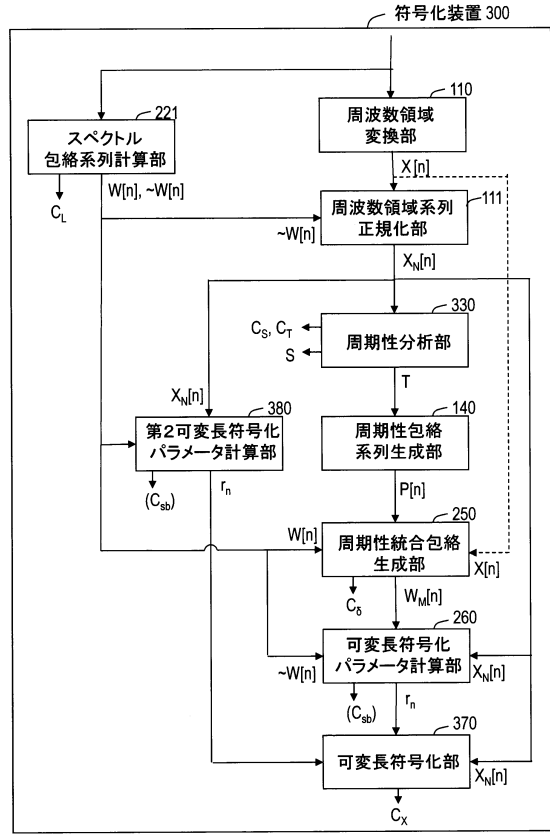 符号化装置 300
221
スペクトル
包絡系列計算部
C_L
W[n], ~W[n]
110
周波数領域
変換部
X[n]
111
周波数領域系列
正規化部
~W[n]
X_N[n]
330
周期性分析部
C_S, C_T
S
T
X_N[n]
380
第2可変長符号化
パラメータ計算部
(C_sb)
r_n
140
周期性包絡
系列生成部
P[n]
250
W[n]
周期性統合包絡
生成部
X[n]
C_δ
W_M[n]
260
可変長符号化
パラメータ計算部
~W[n]
X_N[n]
(C_sb)
r_n
370
可変長符号化部
X_N[n]
C_X